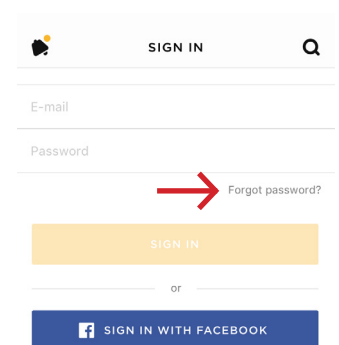 SIGN IN
E-mail
Password
Forgot password?
SIGN IN
or
SIGN IN WITH FACEBOOK